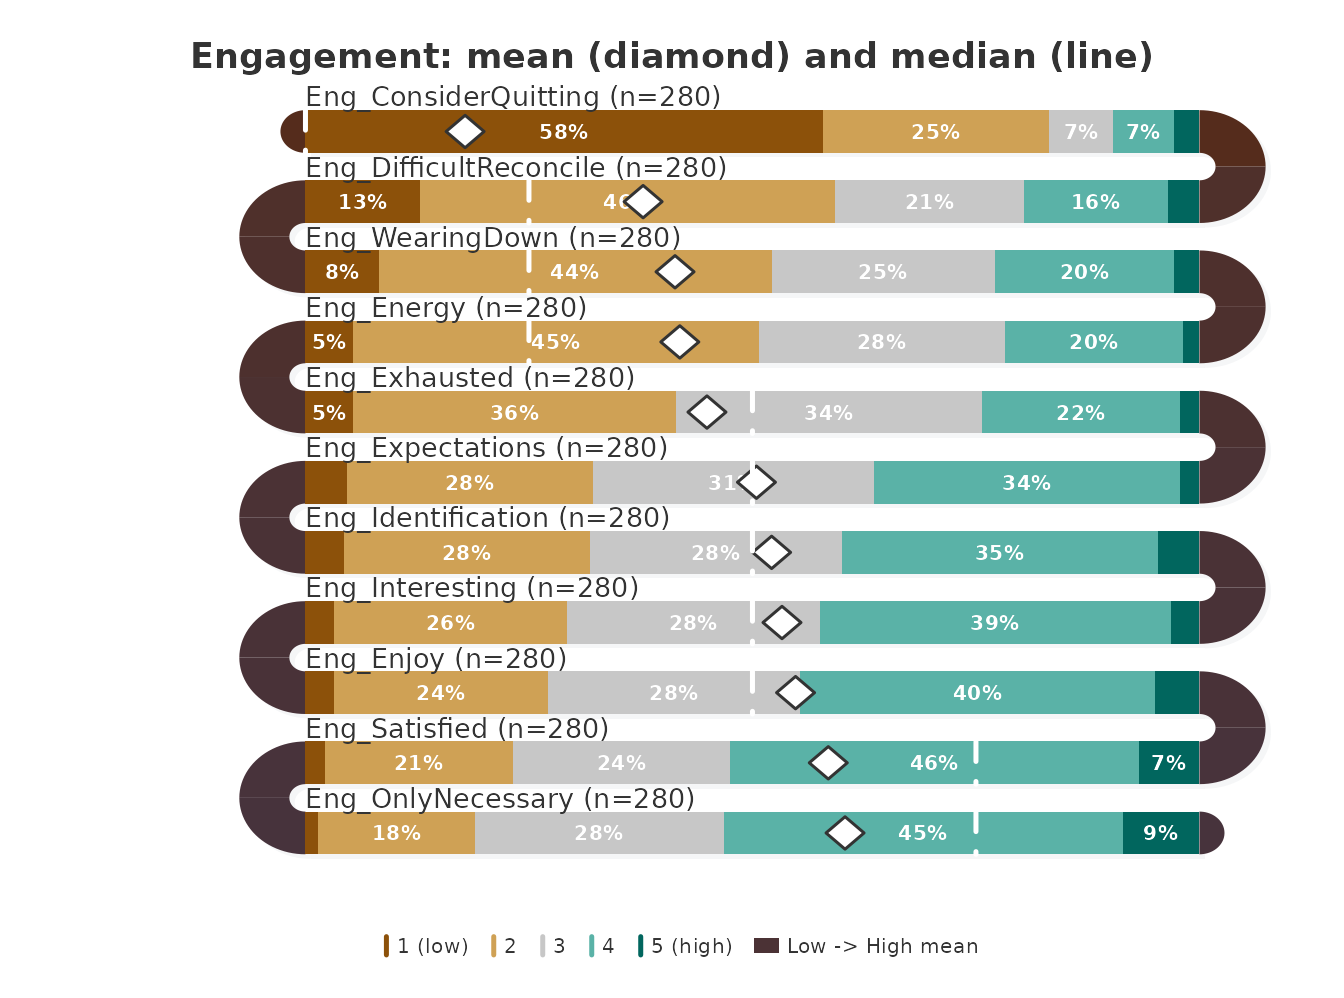 Engagement: mean (diamond) and median (line)
Eng_ConsiderQuitting (n=280)
58% 25% 7% 7%
Eng_DifficultReconcile (n=280)
13% 21% 16%
Eng_WearingDown (n=280)
8% 44% 25% 20%
Eng_Energy (n=280)
5% 45% 28% 20%
Eng_Exhausted (n=280)
5% 36% 34% 22%
Eng_Expectations (n=280)
28% 31 34%
Eng_Identification (n=280)
28% 28% 35%
Eng_Interesting (n=280)
26% 28% 39%
Eng_Enjoy (n=280)
24% 28% 40%
Eng_Satisfied (n=280)
21% 24% 46% 7%
Eng_OnlyNecessary (n=280)
18% 28% 45% 9%
1 (low) 2 3 4 5 (high) Low -> High mean